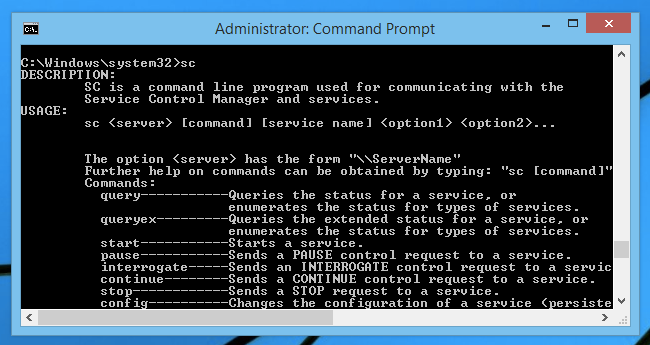 Administrator: Command Prompt
C:\Windows\system32>sc
DESCRIPTION:
SC is a command line program used for communicating with the
Service Control Manager and services.
USAGE:
sc <server> [command] [service name] <option1> <option2>...
The option <server> has the form "\\ServerName"
Further help on commands can be obtained by typing: "sc [command]"
Commands:
query-----------Queries the status for a service, or
enumerates the status for types of services.
queryex---------Queries the extended status for a service, or
enumerates the status for types of services.
start-----------Starts a service.
pause-----------Sends a PAUSE control request to a service.
interrogate-----Sends an INTERROGATE control request to a servic
continue--------Sends a CONTINUE control request to a service.
stop------------Sends a STOP request to a service.
config----------Changes the configuration of a service (persiste